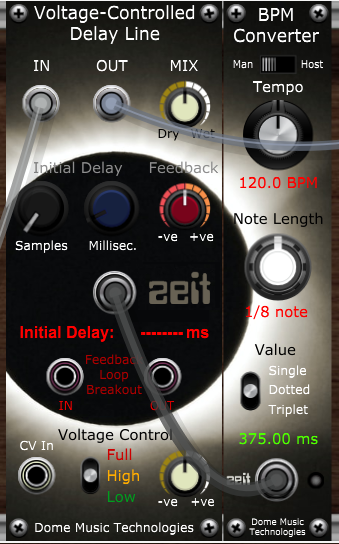 Voltage-Controlled
Delay Line
IN
OUT
MIX
Dry
Wet
Initial Delay
Feedback
Samples
Millisec.
-ve
+ve
zeit
Initial Delay: -------- ms
Feedback
Loop
Breakout
IN
OUT
Voltage Control
CV In
Full
High
Low
-ve
+ve
Dome Music Technologies
BPM
Converter
Man
Host
Tempo
120.0 BPM
Note Length
1/8 note
Value
Single
Dotted
Triplet
375.00 ms
zeit
Dome Music
Technologies